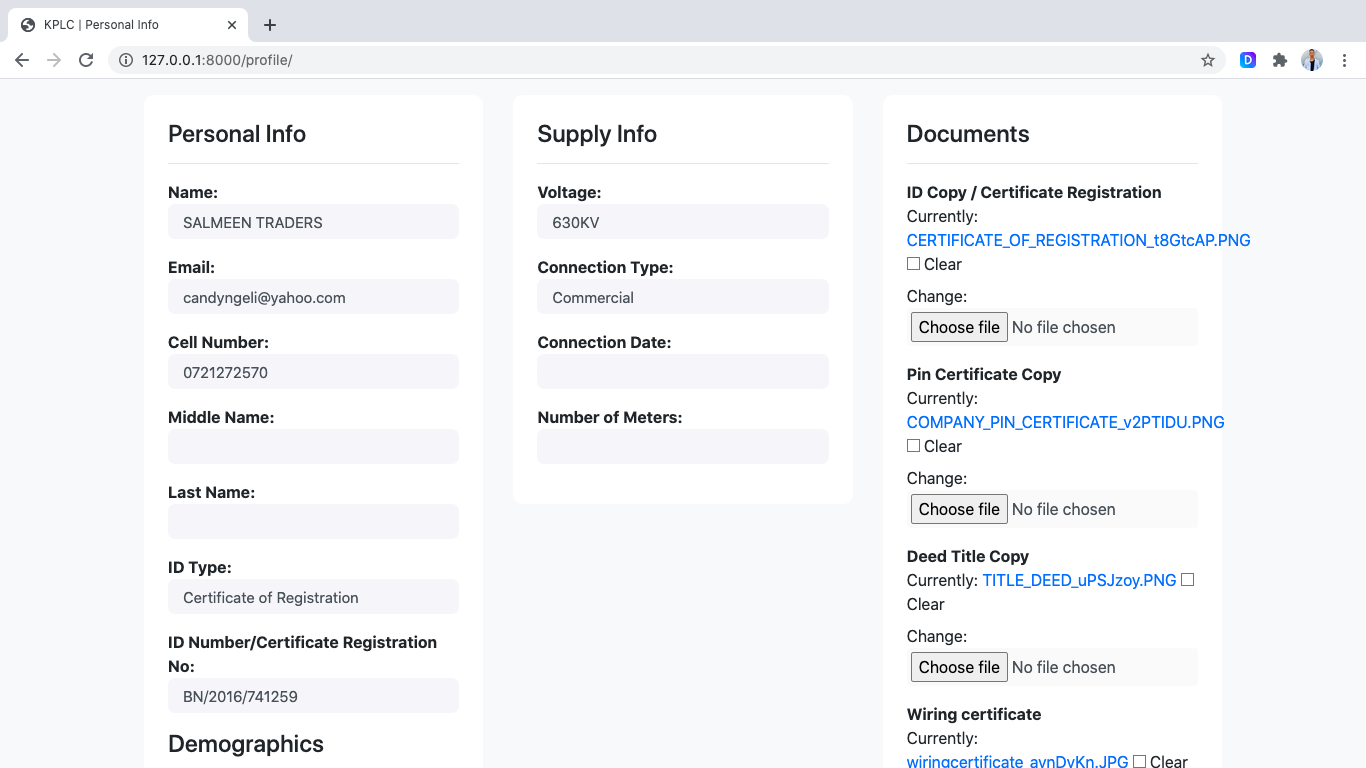 KPLC | Personal Info
127.0.0.1:8000/profile/
Personal Info
Name:
SALMEEN TRADERS
Email:
candyngeli@yahoo.com
Cell Number:
0721272570
Middle Name:
Last Name:
ID Type:
Certificate of Registration
ID Number/Certificate Registration
No:
BN/2016/741259
Demographics
Supply Info
Voltage:
630KV
Connection Type:
Commercial
Connection Date:
Number of Meters:
Documents
ID Copy / Certificate Registration
Currently:
CERTIFICATE_OF_REGISTRATION_t8GtcAP.PNG
Clear
Change:
Choose file No file chosen
Pin Certificate Copy
Currently:
COMPANY_PIN_CERTIFICATE_v2PTIDU.PNG
Clear
Change:
Choose file No file chosen
Deed Title Copy
Currently: TITLE_DEED_uPSJzoy.PNG
Clear
Change:
Choose file No file chosen
Wiring certificate
Currently:
wiringcertificate_avnDvKn.JPG Clear